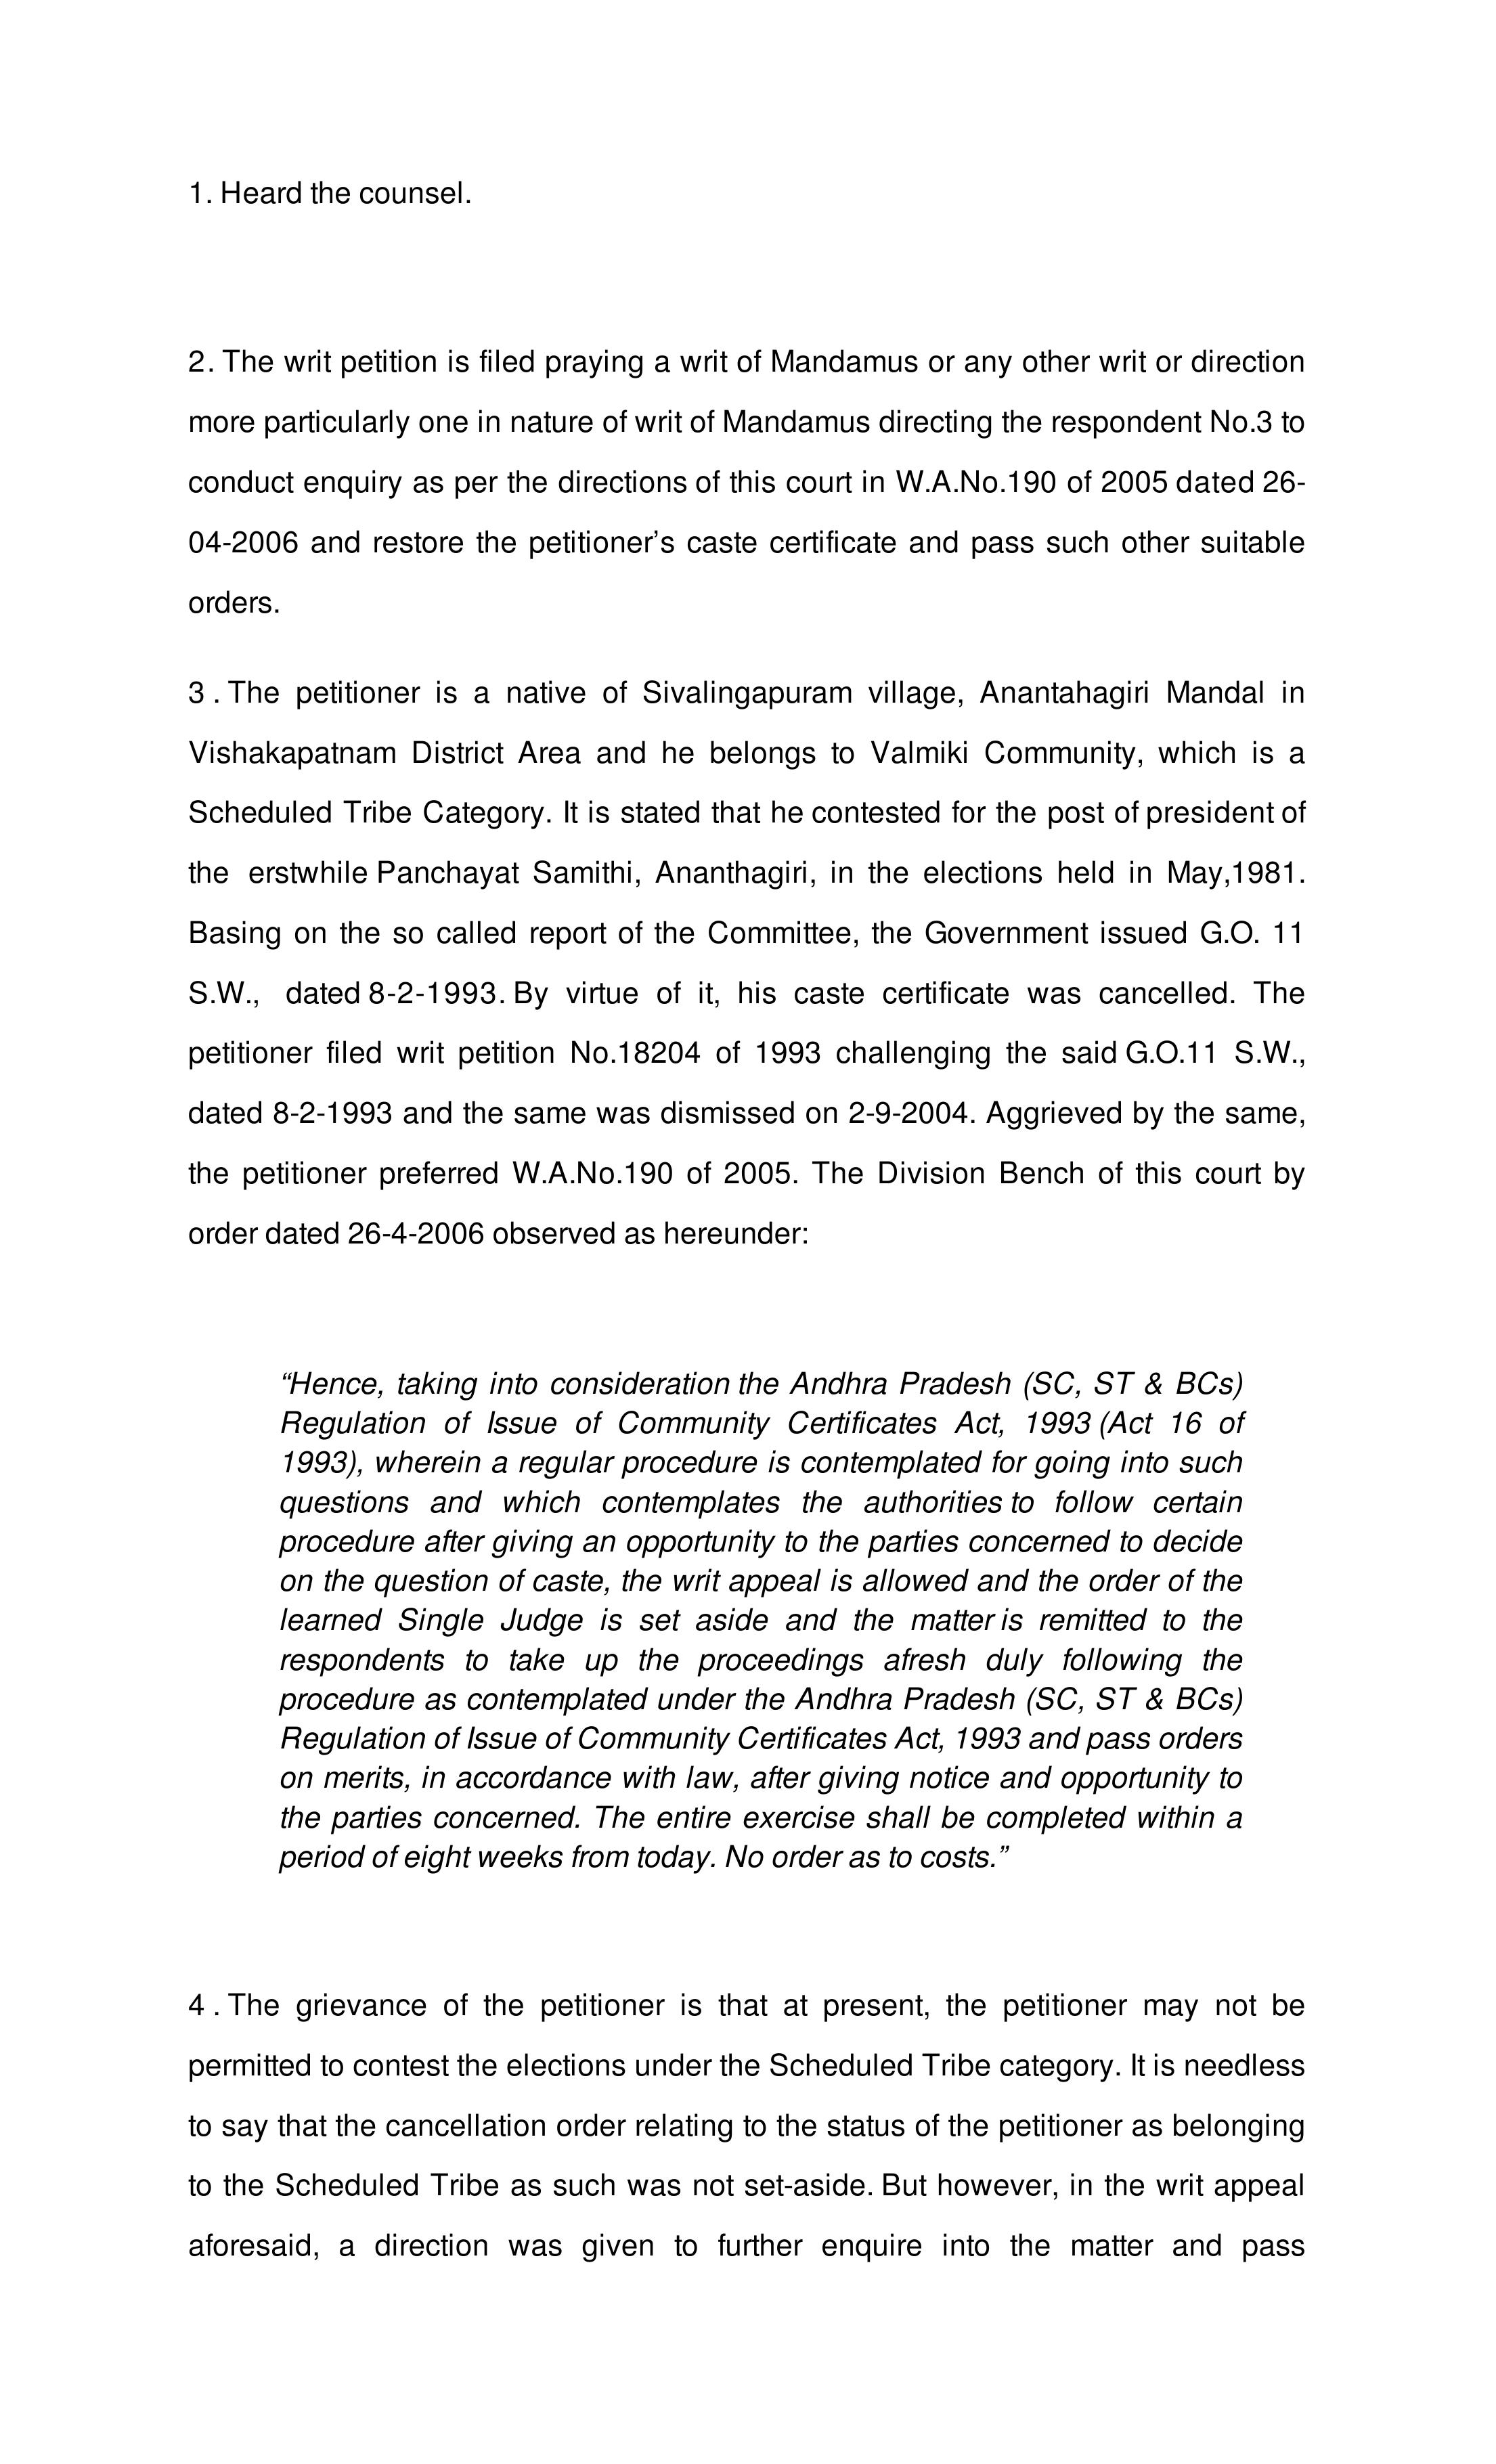 1. Heard the counsel.
2. The writ petition is filed praying a writ of Mandamus or any other writ or direction
more particularly one in nature of writ of Mandamus directing the respondent No.3 to
conduct enquiry as per the directions of this court in W.A.No.190 of 2005 dated 26-
04-2006 and restore the petitioner’s caste certificate and pass such other suitable
orders.
3 . The petitioner is a native of Sivalingapuram village, Anantahagiri Mandal in
Vishakapatnam District Area and he belongs to Valmiki Community, which is a
Scheduled Tribe Category. It is stated that he contested for the post of president of
the erstwhile Panchayat Samithi, Ananthagiri, in the elections held in May,1981.
Basing on the so called report of the Committee, the Government issued G.O. 11
S.W., dated 8-2-1993. By virtue of it, his caste certificate was cancelled. The
petitioner filed writ petition No.18204 of 1993 challenging the said G.O.11 S.W.,
dated 8-2-1993 and the same was dismissed on 2-9-2004. Aggrieved by the same,
the petitioner preferred W.A.No.190 of 2005. The Division Bench of this court by
order dated 26-4-2006 observed as hereunder:
“Hence, taking into consideration the Andhra Pradesh (SC, ST & BCs)
Regulation of Issue of Community Certificates Act, 1993 (Act 16 of
1993), wherein a regular procedure is contemplated for going into such
questions and which contemplates the authorities to follow certain
procedure after giving an opportunity to the parties concerned to decide
on the question of caste, the writ appeal is allowed and the order of the
learned Single Judge is set aside and the matter is remitted to the
respondents to take up the proceedings afresh duly following the
procedure as contemplated under the Andhra Pradesh (SC, ST & BCs)
Regulation of Issue of Community Certificates Act, 1993 and pass orders
on merits, in accordance with law, after giving notice and opportunity to
the parties concerned. The entire exercise shall be completed within a
period of eight weeks from today. No order as to costs.”
4 . The grievance of the petitioner is that at present, the petitioner may not be
permitted to contest the elections under the Scheduled Tribe category. It is needless
to say that the cancellation order relating to the status of the petitioner as belonging
to the Scheduled Tribe as such was not set-aside. But however, in the writ appeal
aforesaid, a direction was given to further enquire into the matter and pass